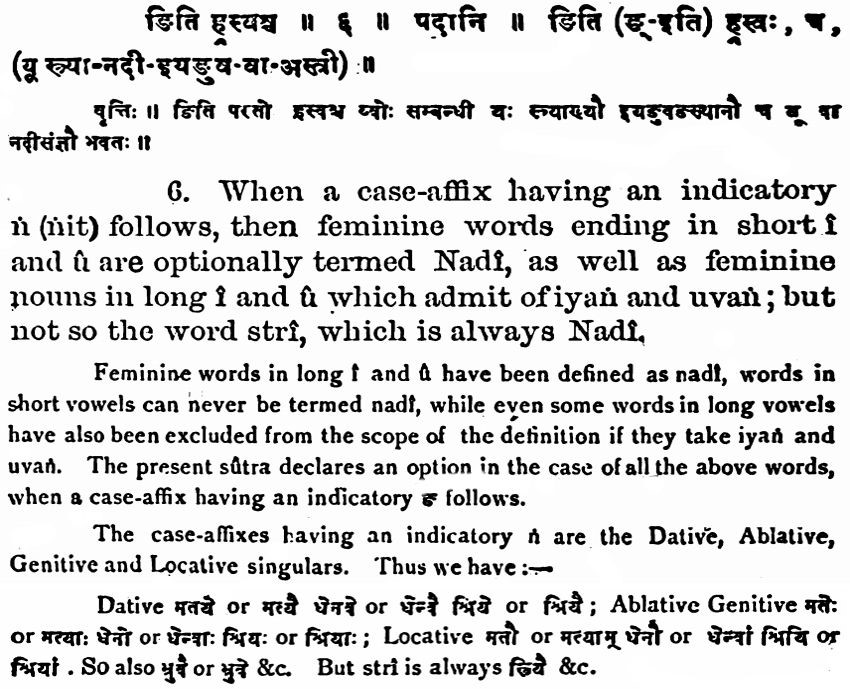 ङिति ह्रस्वश्च ॥ ६ ॥ पदानि ॥ ङिति (ङ्-इति) ह्रस्वः, च,
(यू स्त्र्या-नदी-इयङुव-वा-अस्त्री) ॥
वृत्तिः ॥ ङिति परतो ह्रस्वश्च य्वोः सम्बन्धी यः स्त्र्याख्यौ इयङुवङस्थानौ च यू वा
नदीसंज्ञौ भवतः ॥
6. When a case-affix having an indicatory
ṅ (ṅit) follows, then feminine words ending in short î
and û are optionally termed Nadî, as well as feminine
nouns in long î and û which admit of iyaṅ and uvaṅ; but
not so the word strî, which is always Nadî.
Feminine words in long î and û have been defined as nadî, words in
short vowels can never be termed nadî, while even some words in long vowels
have also been excluded from the scope of the definition if they take iyaṅ and
uvaṅ. The present sûtra declares an option in the case of all the above words,
when a case-affix having an indicatory ङ follows.
The case-affixes having an indicatory ṅ are the Dative, Ablative,
Genitive and Locative singulars. Thus we have :—
Dative मतये or मत्यै धेनवे or धेन्वै श्रिये or श्रियै ; Ablative Genitive मतेः
or मत्याः धेनो or धेन्वाः श्रियः or श्रियाः ; Locative मतौ or मत्याम् धेनौ or धेन्वां श्रियि or
श्रियां . So also भ्रुवै or भ्रुवे &c. But strî is always स्त्रियै &c.